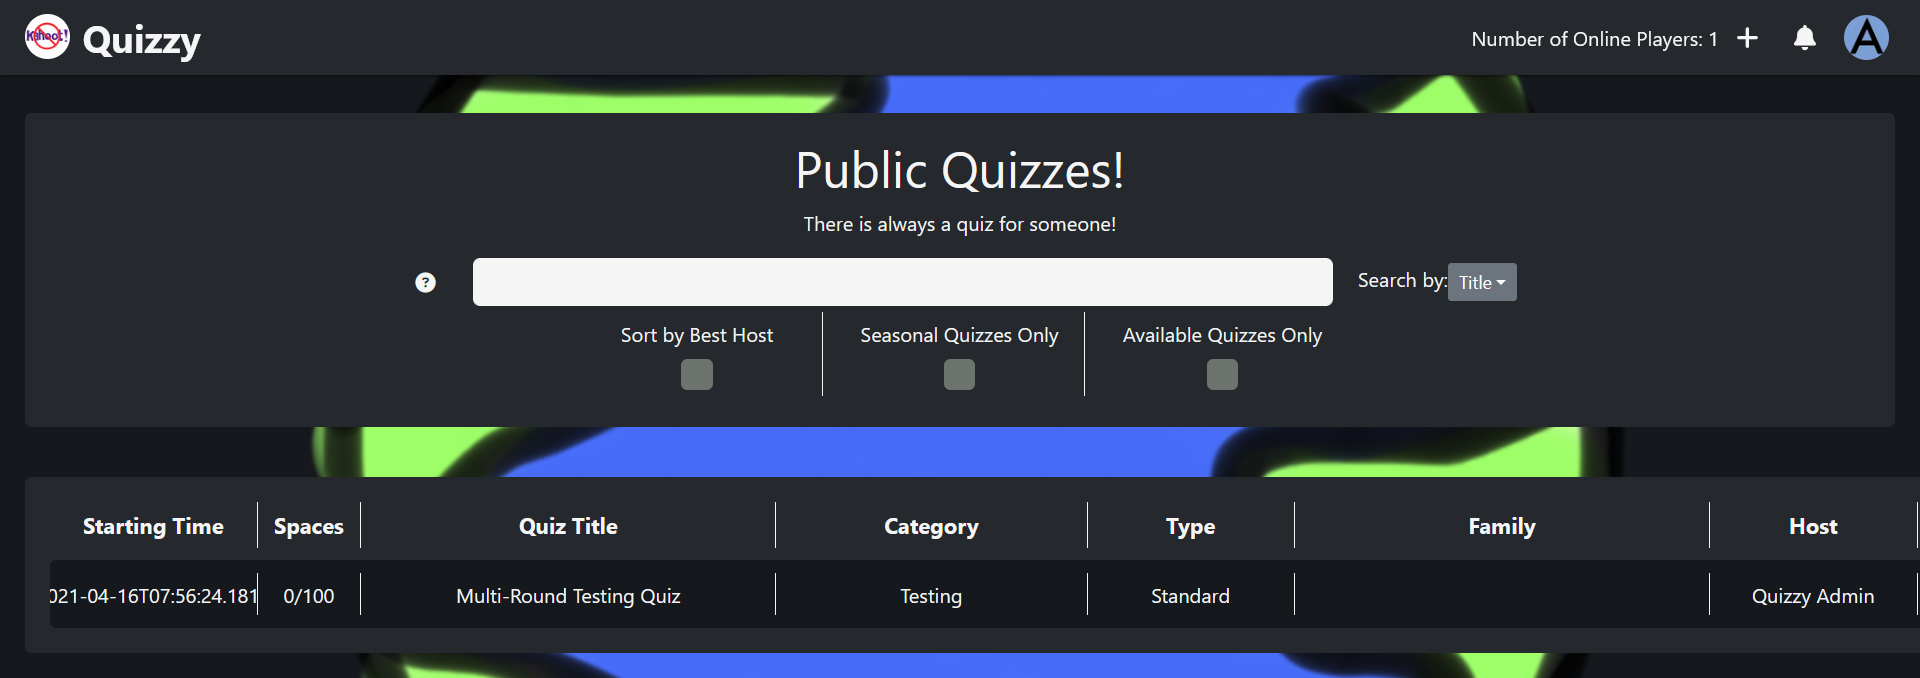 Kahoot!
Quizzy
Number of Online Players: 1
A
Public Quizzes!
There is always a quiz for someone!
?
Search by: Title
Sort by Best Host
Seasonal Quizzes Only
Available Quizzes Only
Starting Time Spaces Quiz Title Category Type Family Host
021-04-16T07:56:24.181 0/100 Multi-Round Testing Quiz Testing Standard Quizzy Admin